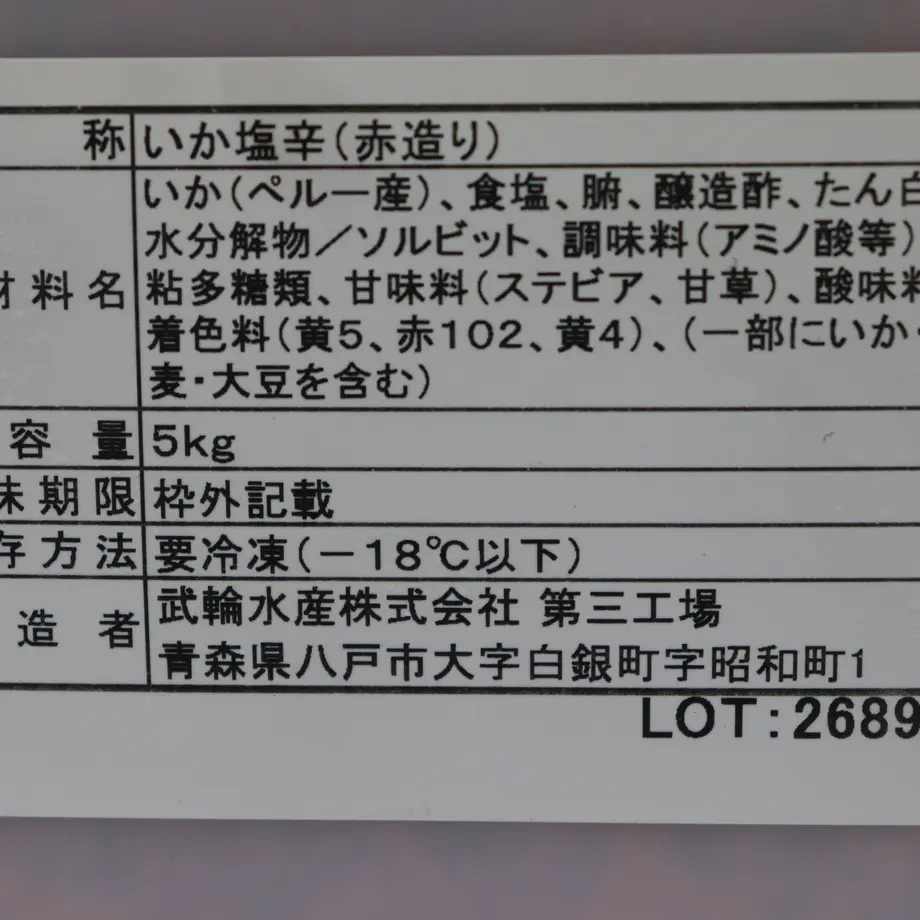 称 いか塩辛(赤造り)
いか(ペルー産)、食塩、腑、醸造酢、たん白
水分解物/ソルビット、調味料(アミノ酸等)
材料名 粘多糖類、甘味料(ステビア、甘草)、酸味料
着色料(黄5、赤102、黄4)、(一部にいか・
麦・大豆を含む)
容量 5kg
味期限 枠外記載
存方法 要冷凍(-18℃以下)
造者 武輪水産株式会社 第三工場
青森県八戸市大字白銀町字昭和町1
LOT:2689